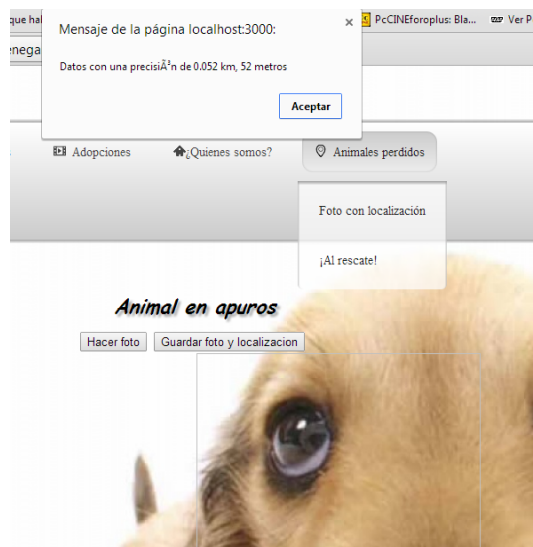 que hal
Mensaje de la página localhost:3000:
PcCINEforoplus: Bla...
Ver P
enega
Datos con una precisiÃ³n de 0.052 km, 52 metros
Aceptar
Adopciones
¿Quienes somos?
Animales perdidos
Foto con localización
¡Al rescate!
Animal en apuros
Hacer foto
Guardar foto y localizacion